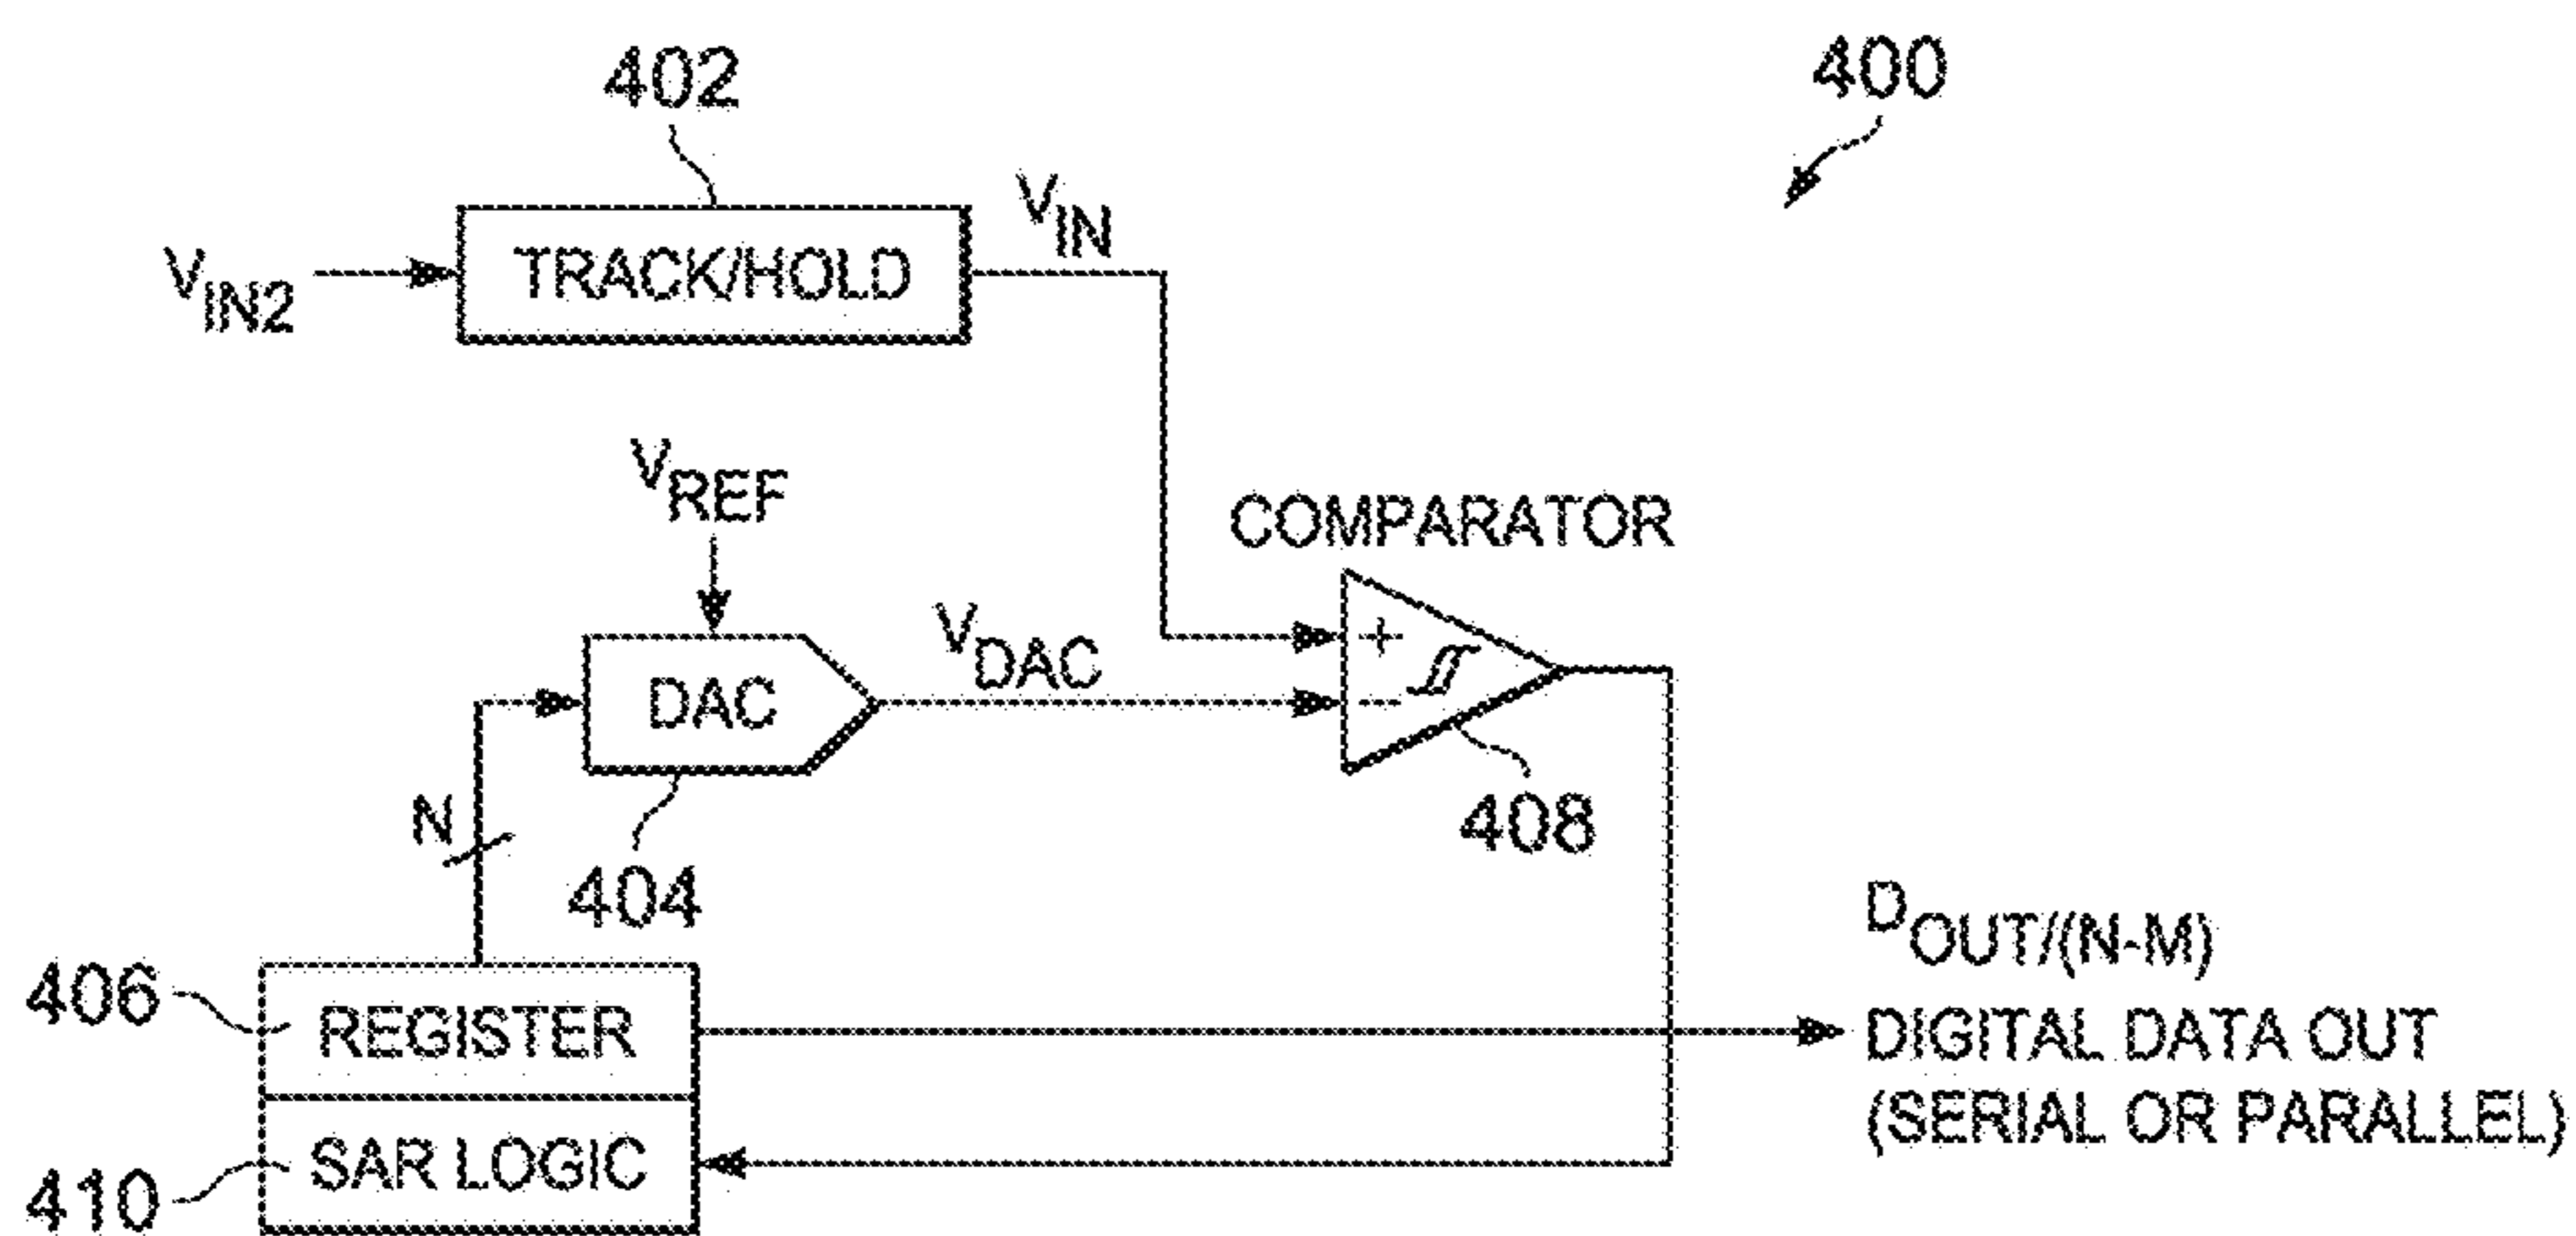 402
400
V_IN
V_IN2
TRACK/HOLD
V_REF
COMPARATOR
+
V_DAC
DAC
-
N
404
408
D_OUT/(N-M)
406
REGISTER
DIGITAL DATA OUT
(SERIAL OR PARALLEL)
410
SAR LOGIC